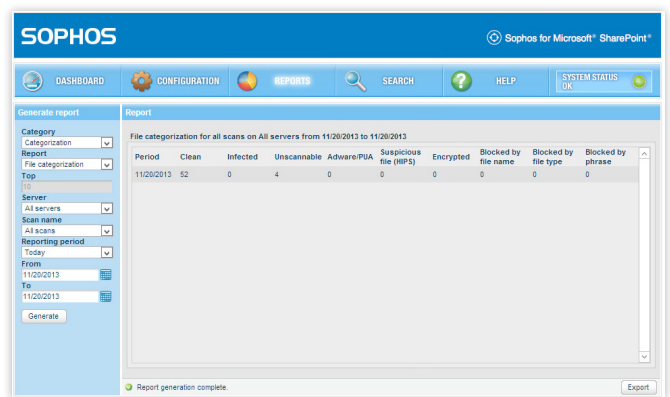 SOPHOS
Sophos for Microsoft® SharePoint®
DASHBOARD CONFIGURATION REPORTS SEARCH HELP SYSTEM STATUS
OK
Generate report
Category
Categorization
Report
File categorization
Top
10
Server
All servers
Scan name
All scans
Reporting period
Today
From
11/20/2013
To
11/20/2013
Generate
Report
File categorization for all scans on All servers from 11/20/2013 to 11/20/2013
Period Clean Infected Unscannable Adware/PUA Suspicious file (HIPS) Encrypted Blocked by file name Blocked by file type Blocked by phrase
11/20/2013 52 0 4 0 0 0 0 0 0
Report generation complete.
Export